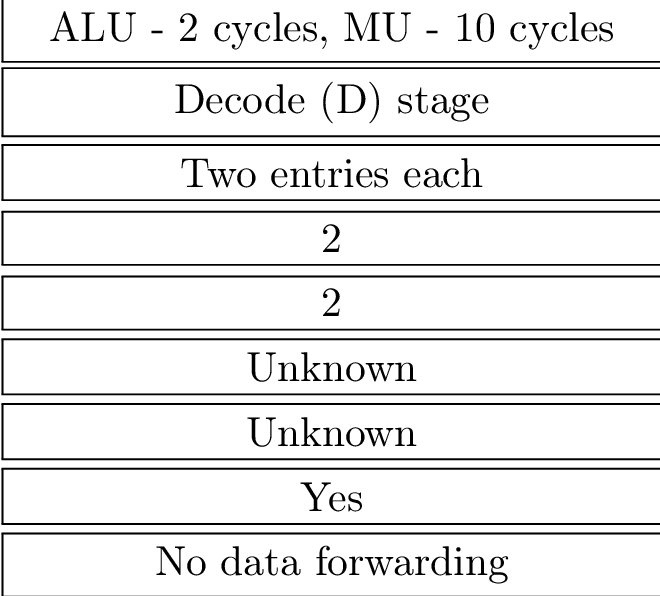 ALU - 2 cycles, MU - 10 cycles
Decode (D) stage
Two entries each
2
2
Unknown
Unknown
Yes
No data forwarding